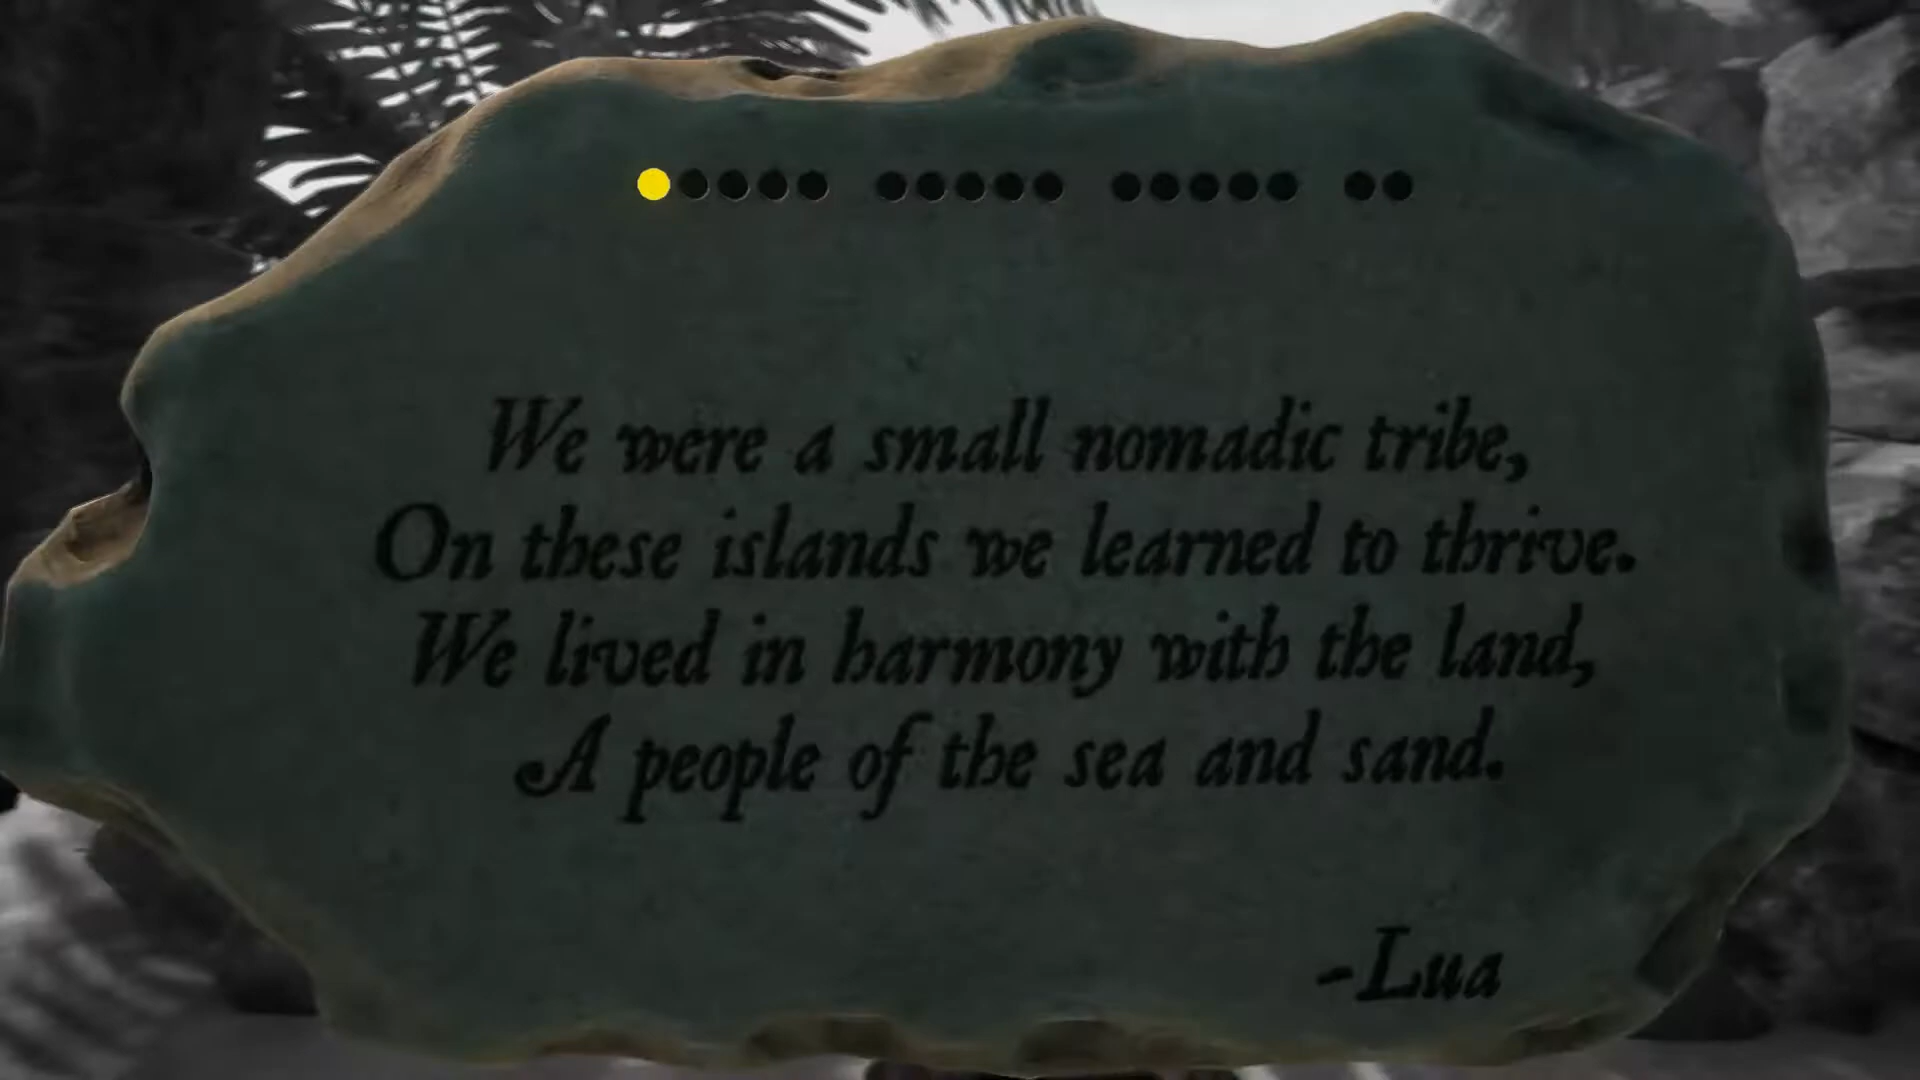 We were a small nomadic tribe,
On these islands we learned to thrive.
We lived in harmony with the land,
A people of the sea and sand.
-Lua